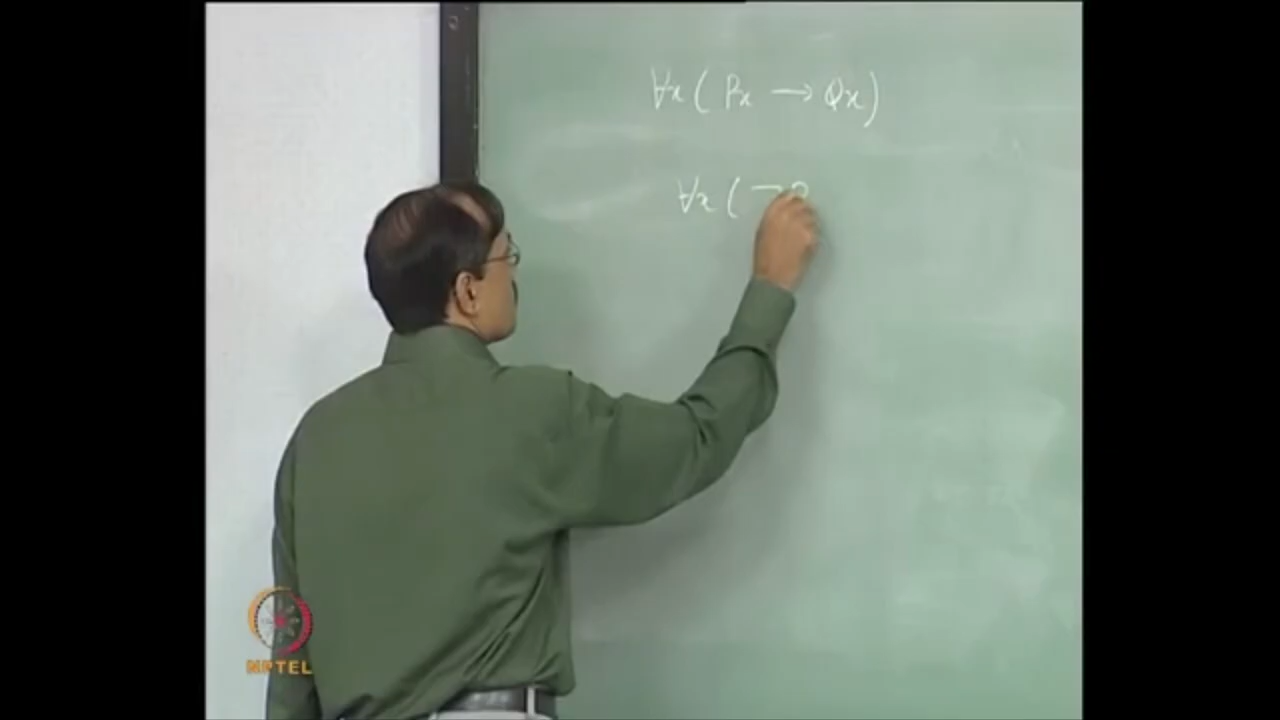 ∀x ( Px → Qx )
∀x ( ¬
NPTEL